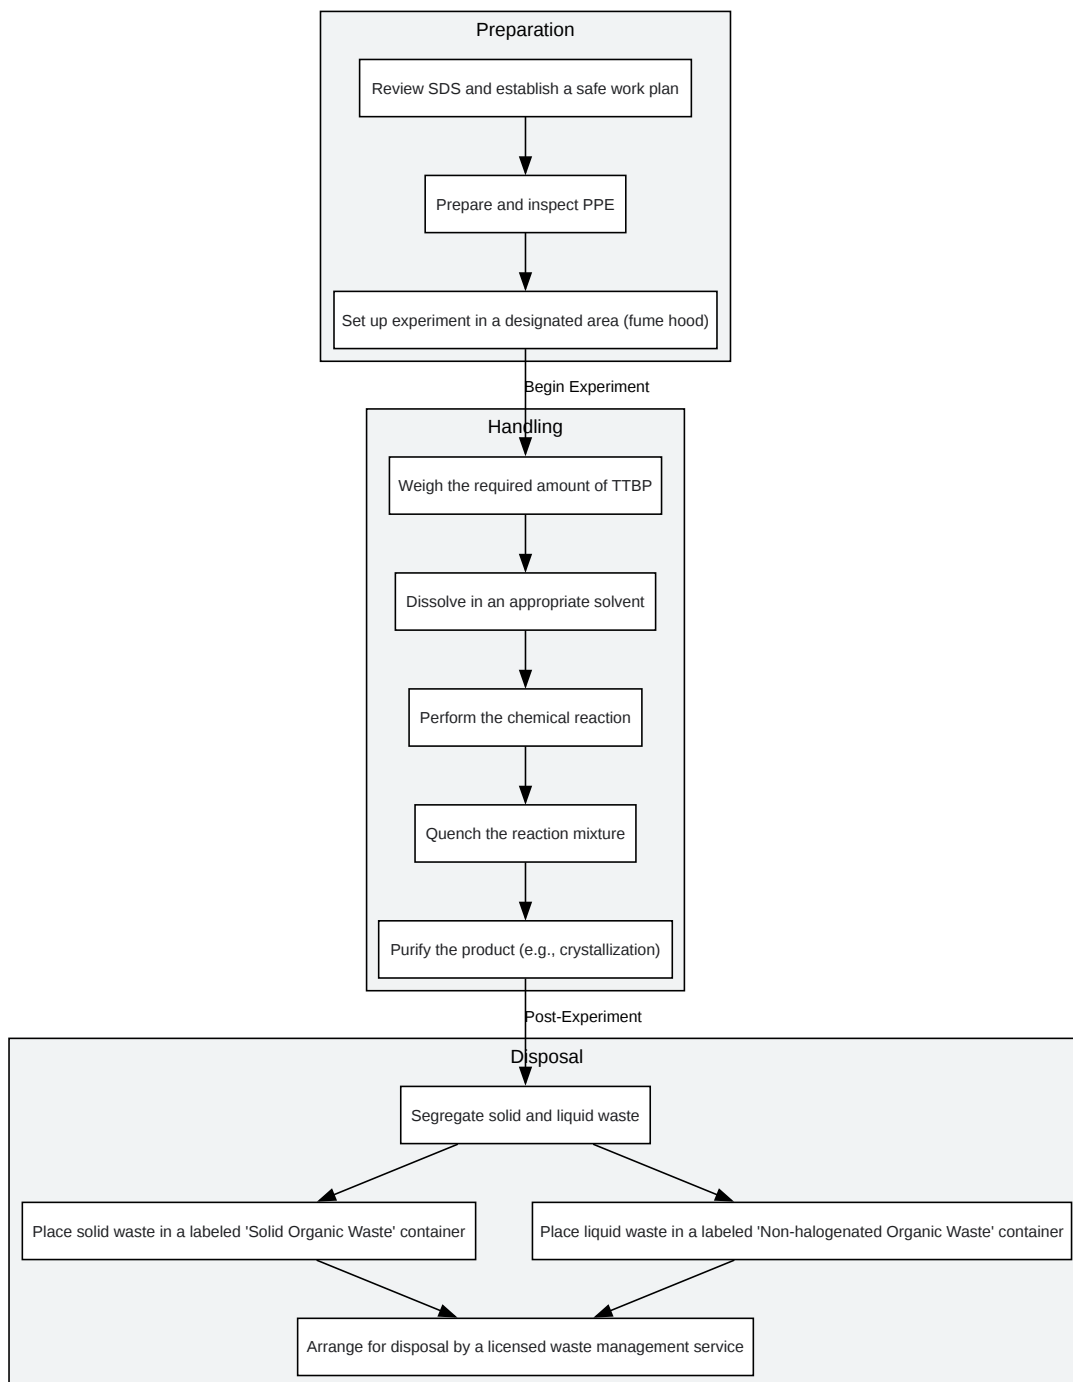 Preparation
Review SDS and establish a safe work plan
Prepare and inspect PPE
Set up experiment in a designated area (fume hood)
Begin Experiment
Handling
Weigh the required amount of TTBP
Dissolve in an appropriate solvent
Perform the chemical reaction
Quench the reaction mixture
Purify the product (e.g., crystallization)
Post-Experiment
Disposal
Segregate solid and liquid waste
Place solid waste in a labeled 'Solid Organic Waste' container
Place liquid waste in a labeled 'Non-halogenated Organic Waste' container
Arrange for disposal by a licensed waste management service